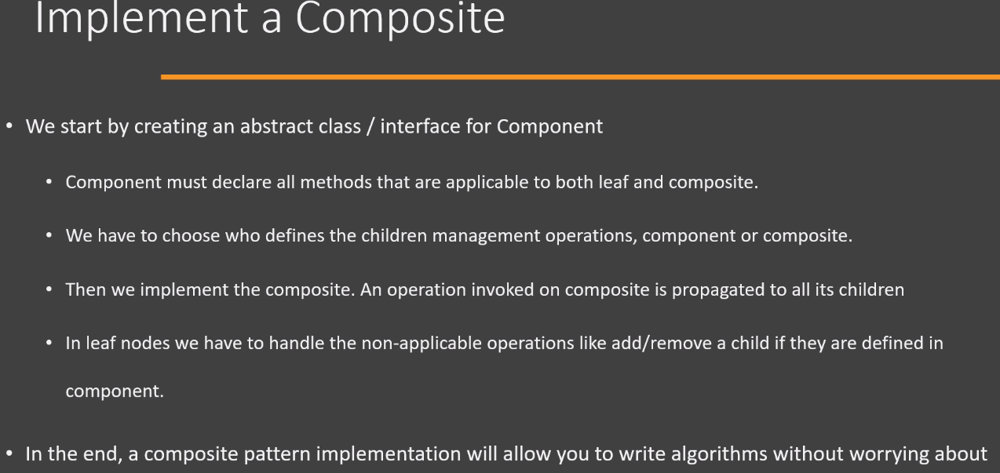 Implement a Composite
• We start by creating an abstract class / interface for Component
• Component must declare all methods that are applicable to both leaf and composite.
• We have to choose who defines the children management operations, component or composite.
• Then we implement the composite. An operation invoked on composite is propagated to all its children
• In leaf nodes we have to handle the non-applicable operations like add/remove a child if they are defined in
component.
• In the end, a composite pattern implementation will allow you to write algorithms without worrying about